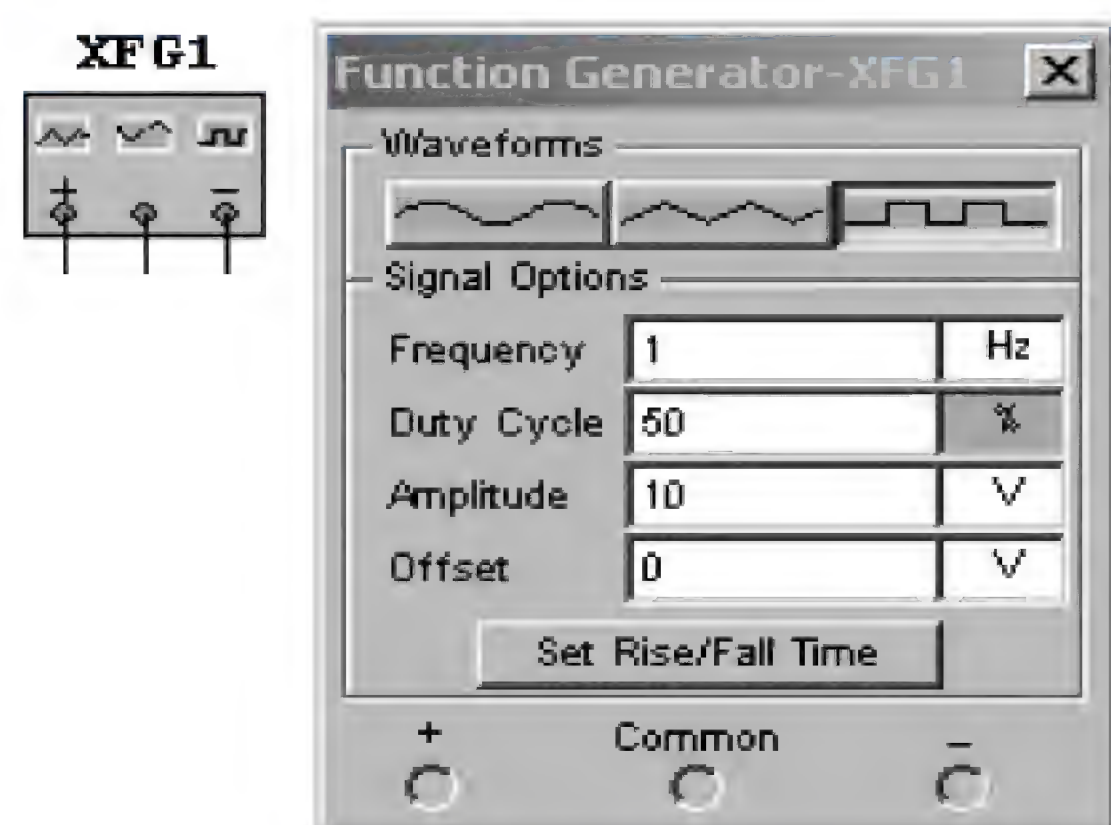 XFG1
+ −
Function Generator-XFG1 X
Waveforms
Signal Options
Frequency 1 Hz
Duty Cycle 50 %
Amplitude 10 V
Offset 0 V
Set Rise/Fall Time
+ Common −